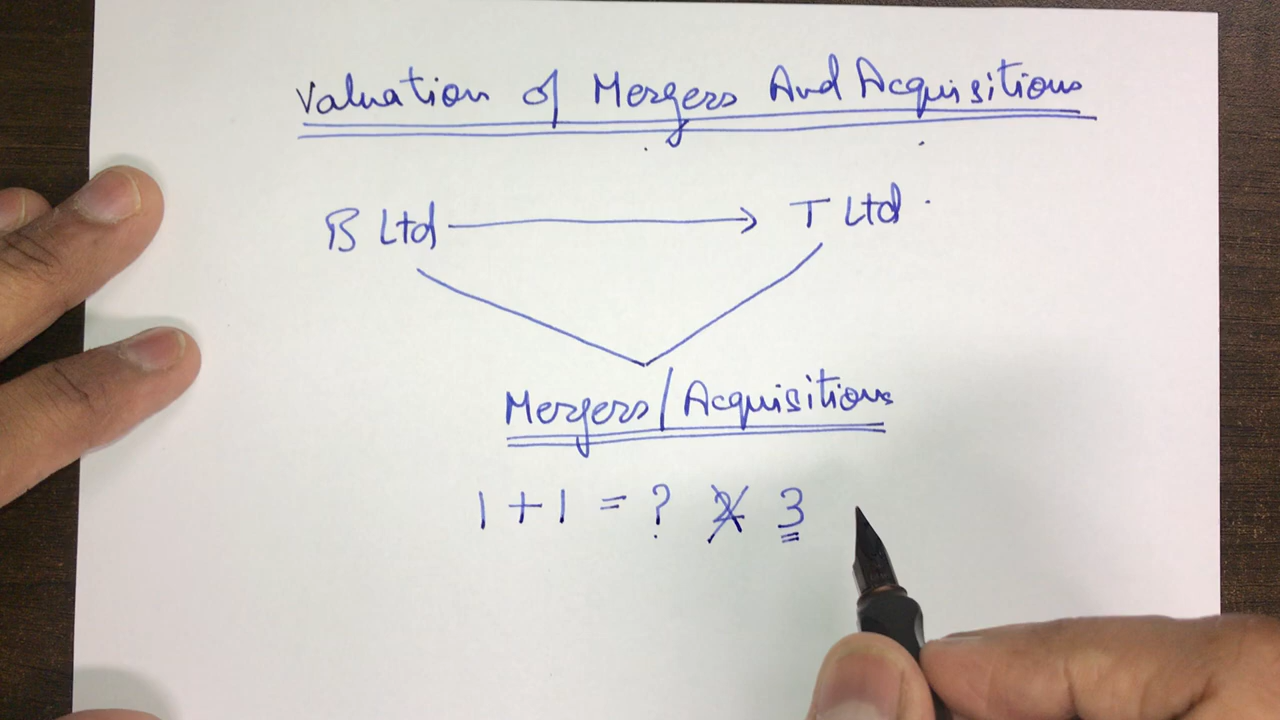 Valuation of Mergers And Acquisitions
B Ltd → T Ltd
Mergers/Acquisitions
1 + 1 = ? 2 3